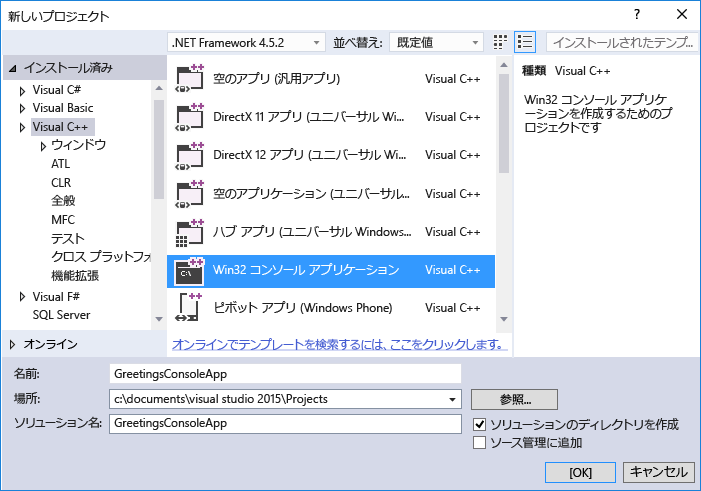 新しいプロジェクト
? ×
.NET Framework 4.5.2 並べ替え: 既定値 インストールされたテンプ...
インストール済み
Visual C#
Visual Basic
Visual C++
ウィンドウ
ATL
CLR
全般
MFC
テスト
クロス プラットフォ
機能拡張
Visual F#
SQL Server
オンライン
空のアプリ (汎用アプリ) Visual C++
DirectX 11 アプリ (ユニバーサル Wi... Visual C++
DirectX 12 アプリ (ユニバーサル Wi... Visual C++
空のアプリケーション (ユニバーサル... Visual C++
ハブ アプリ (ユニバーサル Windows... Visual C++
C:\ Win32 コンソール アプリケーション Visual C++
ピボット アプリ (Windows Phone) Visual C++
オンラインでテンプレートを検索するには、ここをクリックします。
種類 Visual C++
Win32 コンソール アプリケ
ーションを作成するためのプ
ロジェクトです
名前: GreetingsConsoleApp
場所: c:\documents\visual studio 2015\Projects 参照...
ソリューション名: GreetingsConsoleApp
ソリューションのディレクトリを作成
ソース管理に追加
[OK] キャンセル